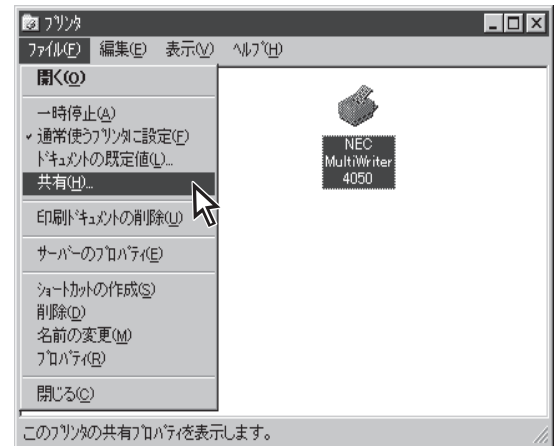 プリンタ
ファイル(F) 編集(E) 表示(V) ヘルプ(H)
開く(O)
一時停止(A)
通常使うプリンタに設定(F)
ドキュメントの既定値(L)...
共有(H)...
印刷ドキュメントの削除(U)
サーバーのプロパティ(E)
ショートカットの作成(S)
削除(D)
名前の変更(M)
プロパティ(R)
閉じる(C)
NEC
MultiWriter
4050
このプリンタの共有プロパティを表示します。